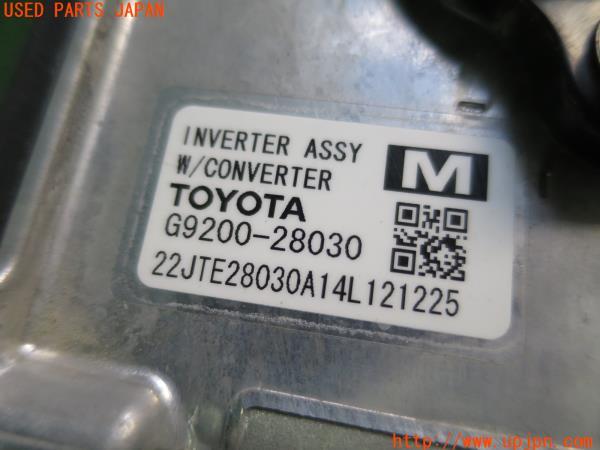 USED PARTS JAPAN
INVERTER ASSY
W/CONVERTER
M
TOYOTA
G9200-28030
22JTE28030A14L121225
http://www.upjpn.com